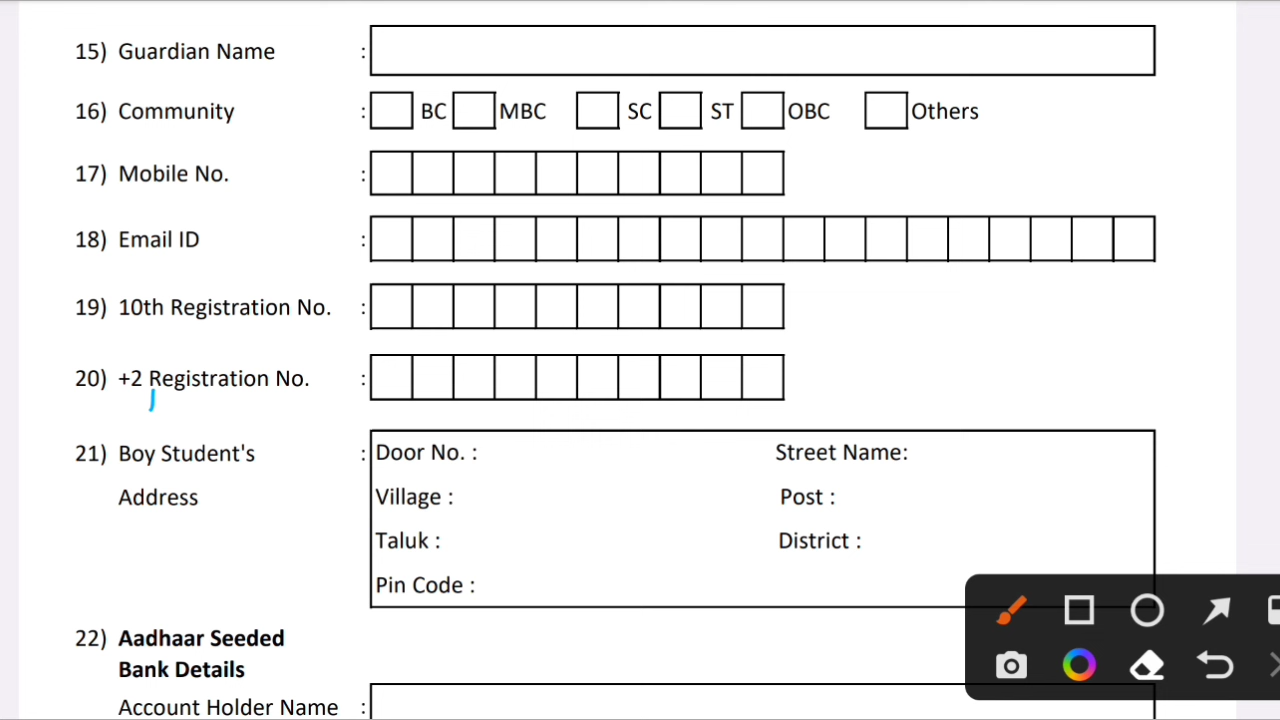 15) Guardian Name :
16) Community : BC MBC SC ST OBC Others
17) Mobile No. :
18) Email ID :
19) 10th Registration No. :
20) +2 Registration No. :
21) Boy Student's : Door No. : Street Name:
Address Village : Post :
Taluk : District :
Pin Code :
22) Aadhaar Seeded
Bank Details
Account Holder Name :